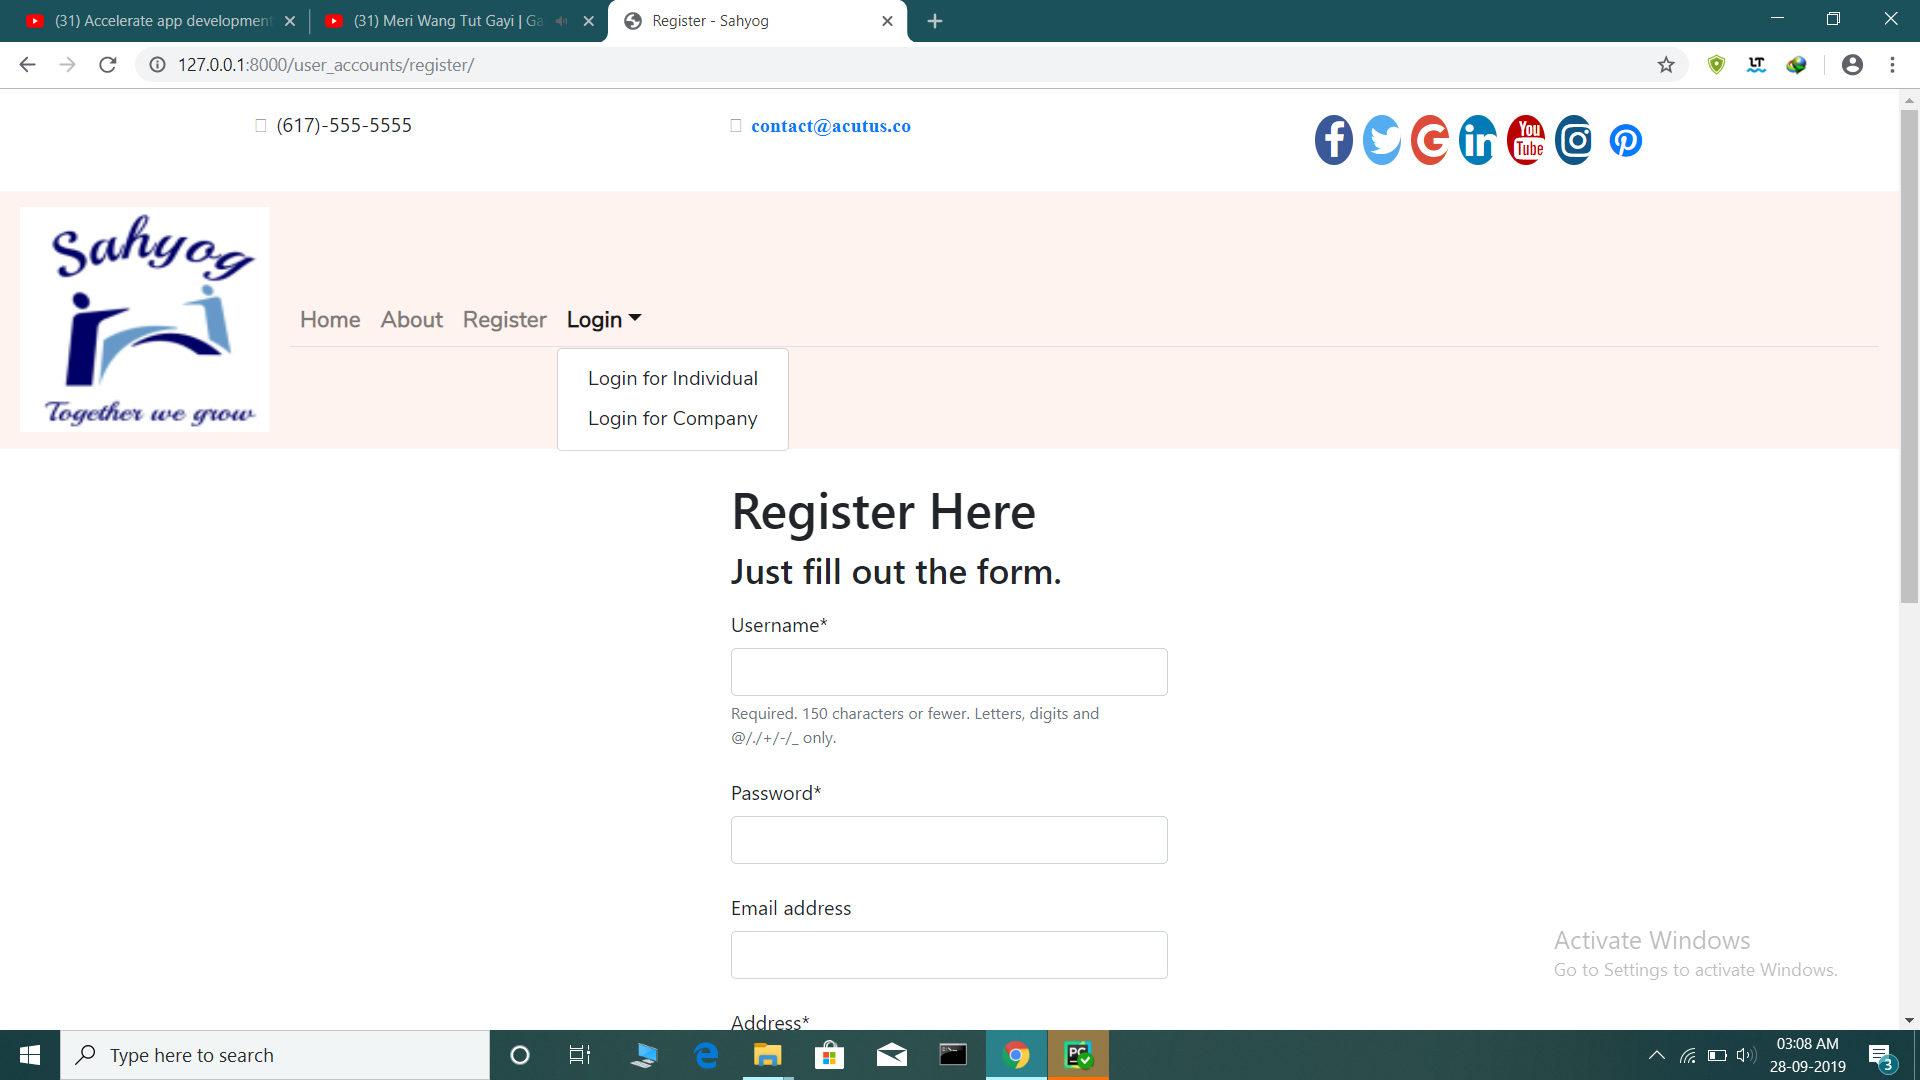 (31) Accelerate app development
(31) Meri Wang Tut Gayi | Ga
Register - Sahyog
127.0.0.1:8000/user_accounts/register/
LT
(617)-555-5555
contact@acutus.co
You
Tube
Sahyog
Together we grow
Home
About
Register
Login
Login for Individual
Login for Company
Register Here
Just fill out the form.
Username*
Required. 150 characters or fewer. Letters, digits and
@/./+/-/_ only.
Password*
Email address
Address*
Activate Windows
Go to Settings to activate Windows.
Type here to search
PC
03:08 AM
28-09-2019
3